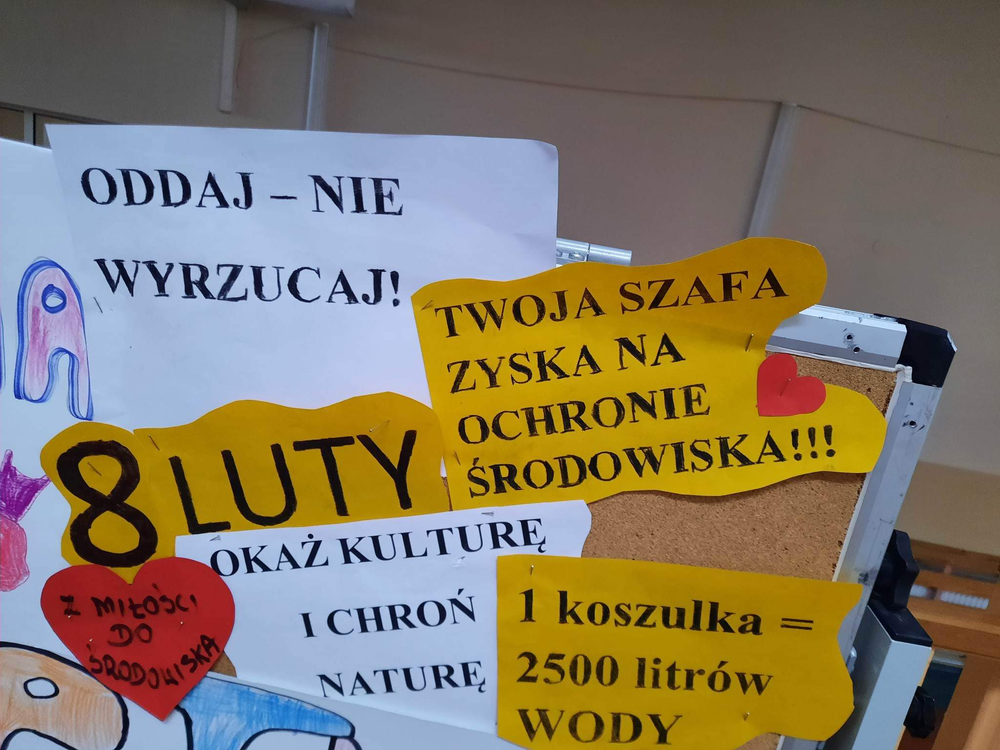 ODDAJ – NIE
WYRZUCAJ!
A
TWOJA SZAFA
ZYSKA NA
OCHRONIE
ŚRODOWISKA!!!
8 LUTY
OKAŻ KULTURĘ
I CHROŃ
NATURĘ
Z MIŁOŚCI
DO
ŚRODOWISKA
1 koszulka =
2500 litrów
WODY